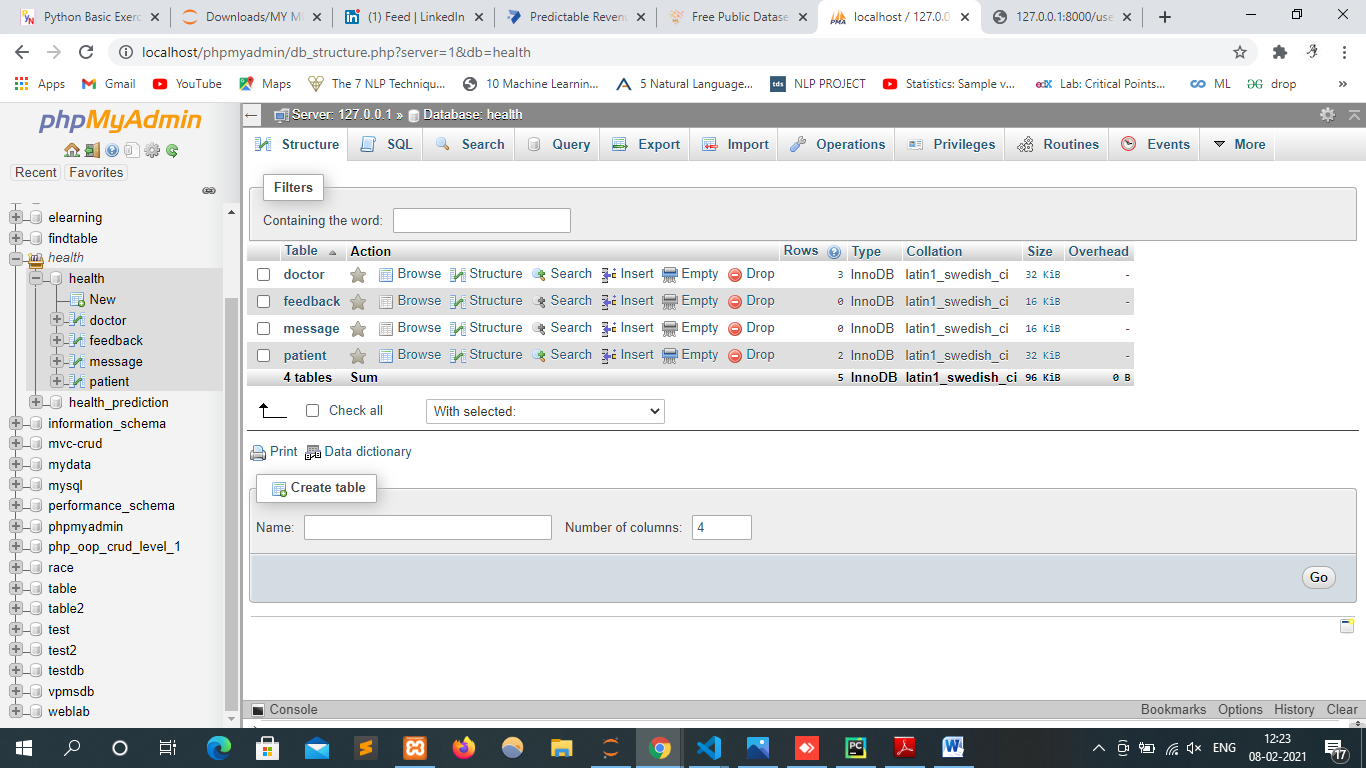 Python Basic Exerc
Downloads/MY M
(1) Feed | LinkedIn
Predictable Revenu
Free Public Datase
localhost / 127.0.0
127.0.0.1:8000/use
localhost/phpmyadmin/db_structure.php?server=1&db=health
Apps
Gmail
YouTube
Maps
The 7 NLP Techniqu...
10 Machine Learnin...
5 Natural Language...
NLP PROJECT
Statistics: Sample v...
Lab: Critical Points...
ML
drop
phpMyAdmin
Recent
Favorites
elearning
findtable
health
health
New
doctor
feedback
message
patient
health_prediction
information_schema
mvc-crud
mydata
mysql
performance_schema
phpmyadmin
php_oop_crud_level_1
race
table
table2
test
test2
testdb
vpmsdb
weblab
Server: 127.0.0.1 » Database: health
Structure SQL Search Query Export Import Operations Privileges Routines Events More
Filters
Containing the word:
Table Action Rows Type Collation Size Overhead
doctor Browse Structure Search Insert Empty Drop 3 InnoDB latin1_swedish_ci 32 KiB -
feedback Browse Structure Search Insert Empty Drop 0 InnoDB latin1_swedish_ci 16 KiB -
message Browse Structure Search Insert Empty Drop 0 InnoDB latin1_swedish_ci 16 KiB -
patient Browse Structure Search Insert Empty Drop 2 InnoDB latin1_swedish_ci 32 KiB -
4 tables Sum 5 InnoDB latin1_swedish_ci 96 KiB 0 B
Check all With selected:
Print Data dictionary
Create table
Name: Number of columns: 4
Go
Console Bookmarks Options History Clear
ENG
12:23
08-02-2021
17